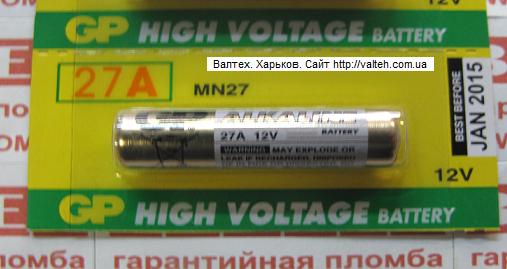 GP HIGH VOLTAGE BATTERY
12V
Валтех. Харьков. Сайт http://valteh.com.ua
27A
MN27
BEST BEFORE
JAN 2015
GP ALKALINE
BATTERY
27A 12V
WARNING MAY EXPLODE OR
LEAK IF RECHARGED, DISPOSED
12V
GP HIGH VOLTAGE BATTERY
гарантийная пломба
гарантийная пломба